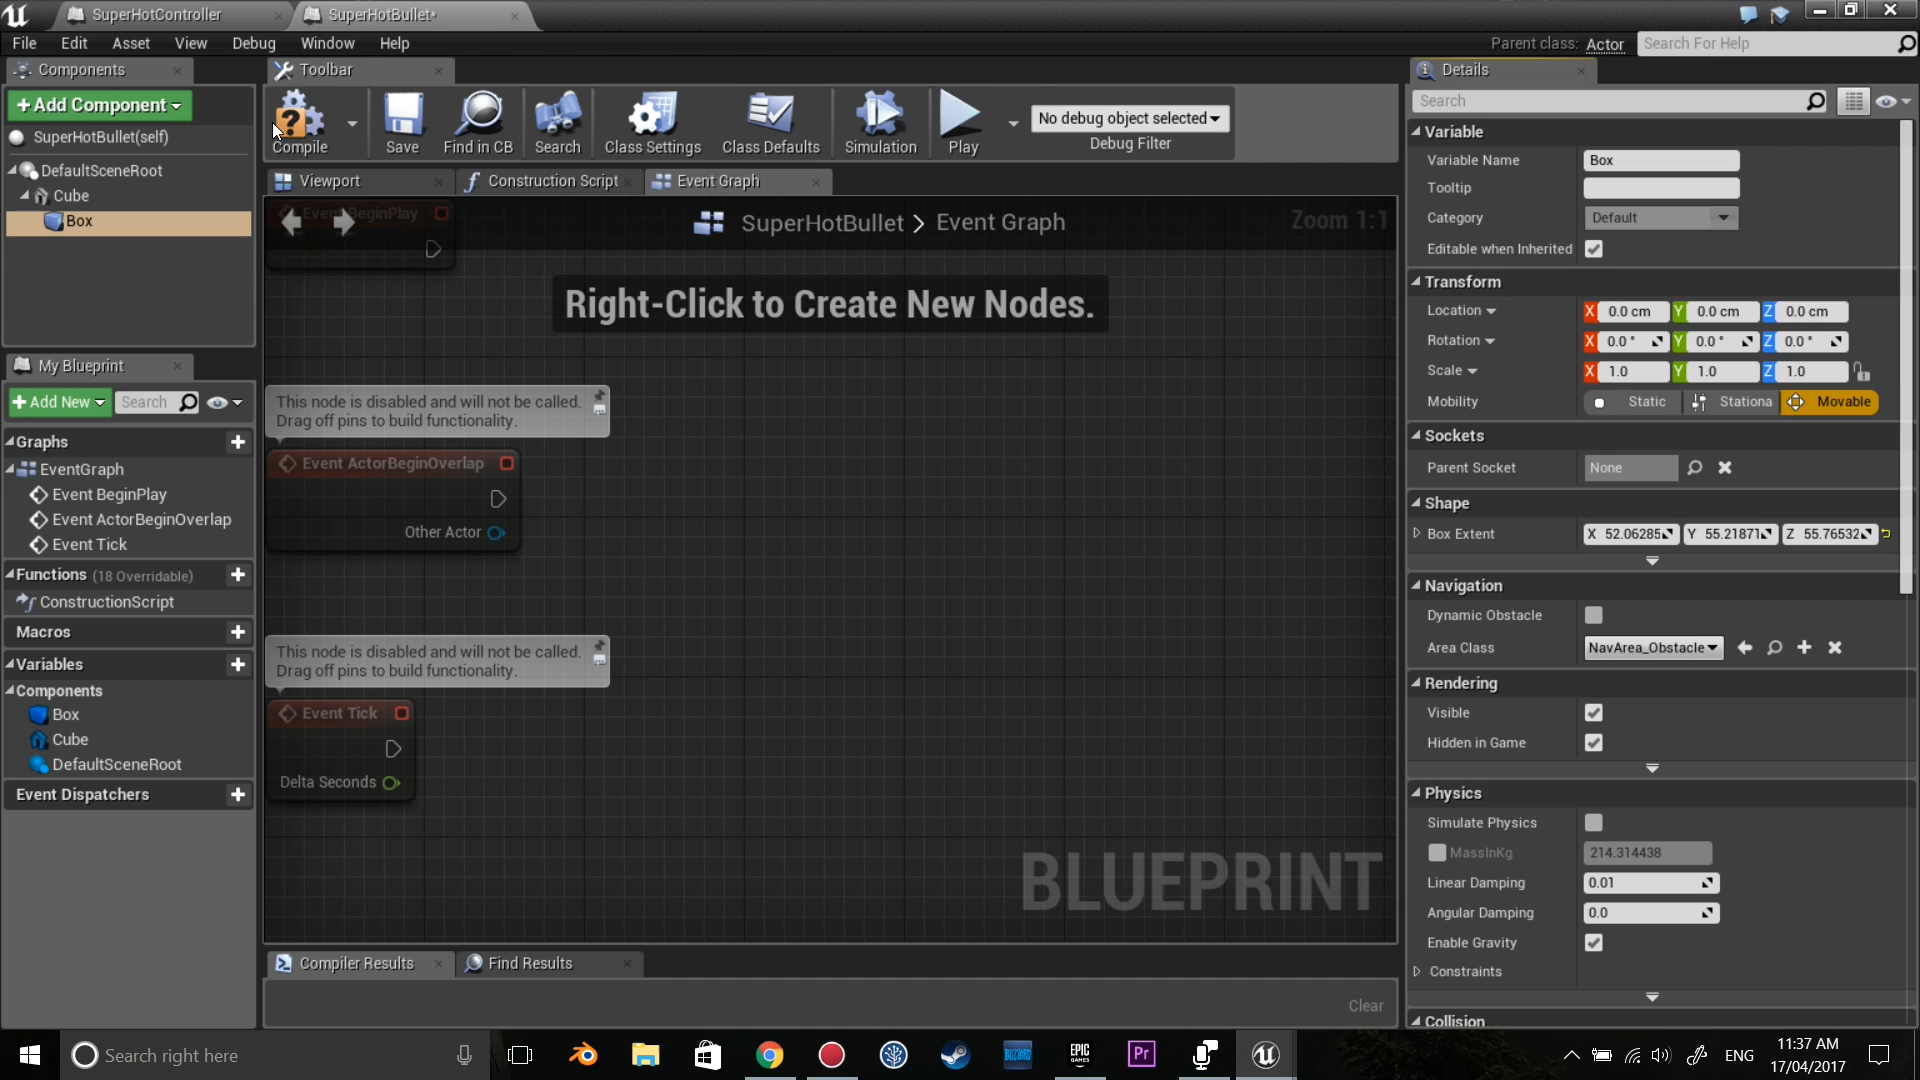 SuperHotController
SuperHotBullet*
File Edit Asset View Debug Window Help
Parent class: Actor
Search For Help
Components
+Add Component
SuperHotBullet(self)
DefaultSceneRoot
Cube
Box
My Blueprint
+Add New
Search
Graphs
EventGraph
Event BeginPlay
Event ActorBeginOverlap
Event Tick
Functions (18 Overridable)
ConstructionScript
Macros
Variables
Components
Box
Cube
DefaultSceneRoot
Event Dispatchers
Toolbar
Compile
Save
Find in CB
Search
Class Settings
Class Defaults
Simulation
Play
No debug object selected
Debug Filter
Viewport
Construction Script
Event Graph
Event BeginPlay
SuperHotBullet > Event Graph
Zoom 1:1
Right-Click to Create New Nodes.
This node is disabled and will not be called.
Drag off pins to build functionality.
Event ActorBeginOverlap
Other Actor
This node is disabled and will not be called.
Drag off pins to build functionality.
Event Tick
Delta Seconds
BLUEPRINT
Compiler Results
Find Results
Clear
Details
Search
Variable
Variable Name Box
Tooltip
Category Default
Editable when Inherited
Transform
Location X 0.0 cm Y 0.0 cm Z 0.0 cm
Rotation X 0.0 ° Y 0.0 ° Z 0.0 °
Scale X 1.0 Y 1.0 Z 1.0
Mobility Static Stationa Movable
Sockets
Parent Socket None
Shape
Box Extent X 52.06285 Y 55.21871 Z 55.76532
Navigation
Dynamic Obstacle
Area Class NavArea_Obstacle
Rendering
Visible
Hidden in Game
Physics
Simulate Physics
MassInKg 214.314438
Linear Damping 0.01
Angular Damping 0.0
Enable Gravity
Constraints
Collision
Search right here
BLIZZARD
EPIC
GAMES
Pr
ENG
11:37 AM
17/04/2017